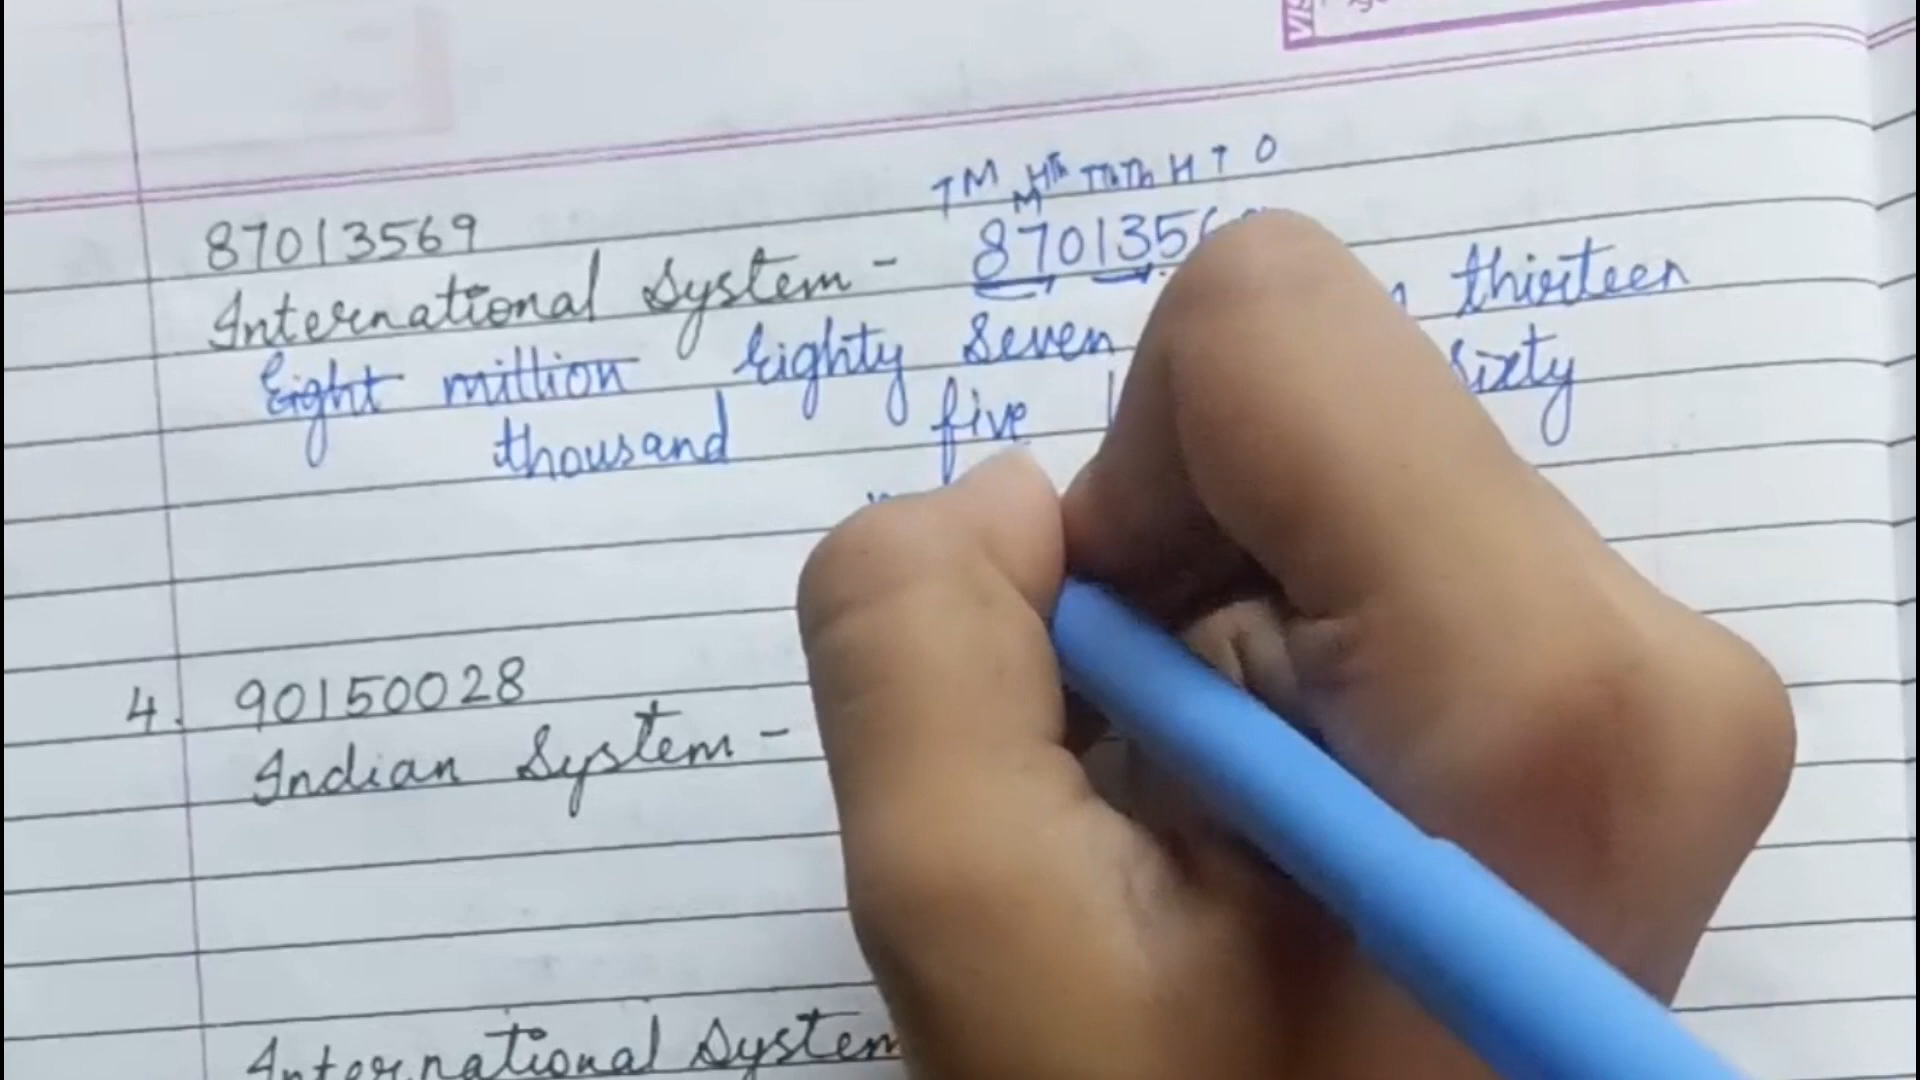 TM M HTh TTh Th H T O
87013569
International System - 8701356
Eight million Eighty Seven thirteen
thousand five sixty
4. 90150028
Indian System -
International System